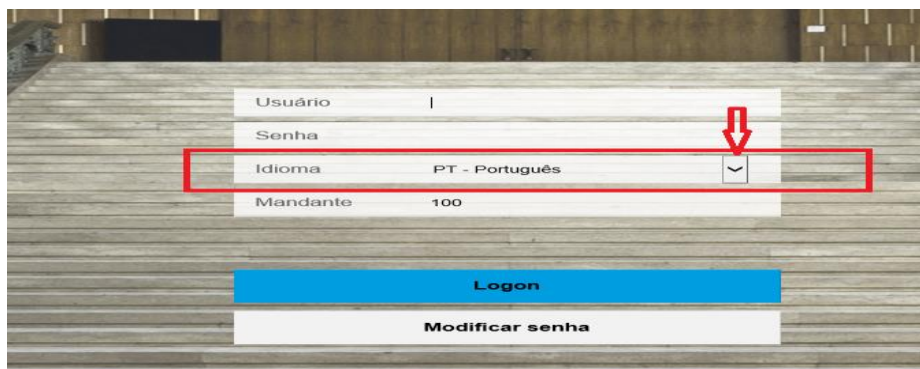 Usuário
Senha
Idioma PT - Português
Mandante 100
Logon
Modificar senha